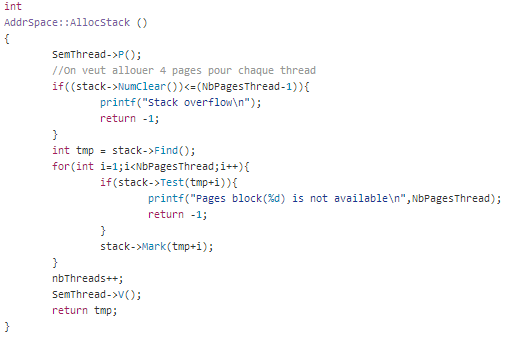 int
AddrSpace::AllocStack ()
{
        SemThread->P();
        //On veut allouer 4 pages pour chaque thread
        if((stack->NumClear())<=(NbPagesThread-1)){
                printf("Stack overflow\n");
                return -1;
        }
        int tmp = stack->Find();
        for(int i=1;i<NbPagesThread;i++){
                if(stack->Test(tmp+i)){
                        printf("Pages block(%d) is not available\n",NbPagesThread);
                        return -1;
                }
                stack->Mark(tmp+i);
        }
        nbThreads++;
        SemThread->V();
        return tmp;
}